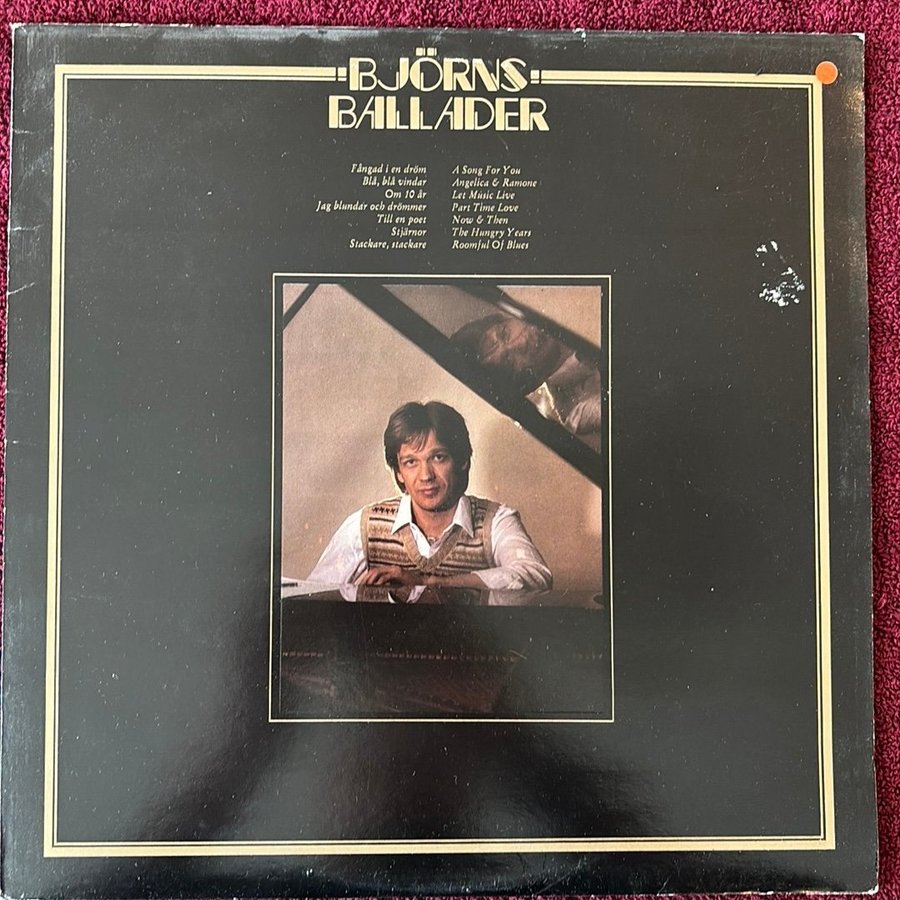 BJÖRNS
BALLADER
Fångad i en dröm
Blå, blå vindar
Om 10 år
Jag blundar och drömmer
Till en poet
Stjärnor
Stackare, stackare
A Song For You
Angelica & Ramone
Let Music Live
Part Time Love
Now & Then
The Hungry Years
Roomful Of Blues